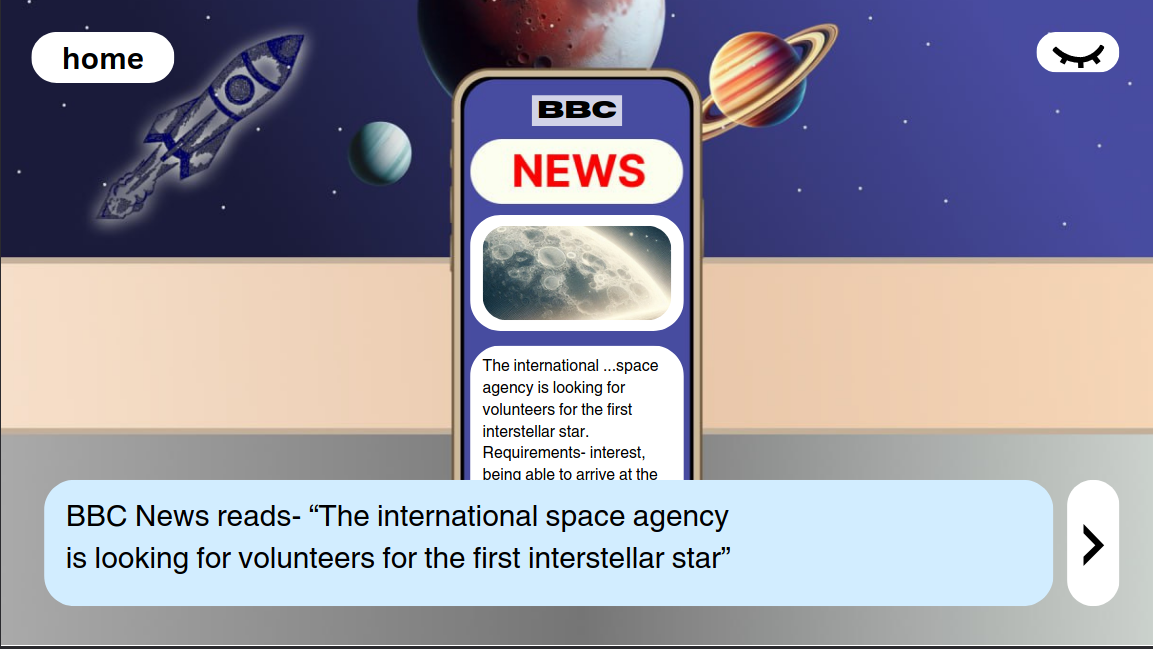 home
BBC
NEWS
The international ...space
agency is looking for
volunteers for the first
interstellar star.
Requirements- interest,
being able to arrive at the
BBC News reads- “The international space agency
is looking for volunteers for the first interstellar star”